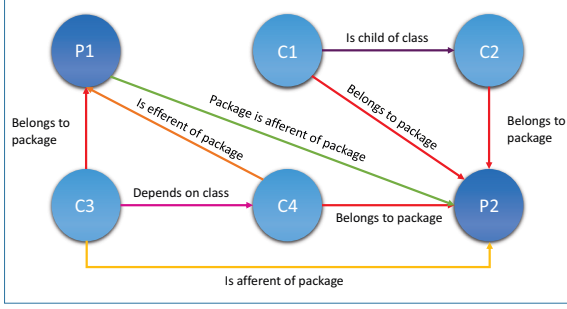 P1
C1
Is child of class
C2
Belongs to
package
Is efferent of package
Package is afferent of package
Belongs to package
Belongs to
package
C3
Depends on class
C4
Belongs to package
P2
Is afferent of package